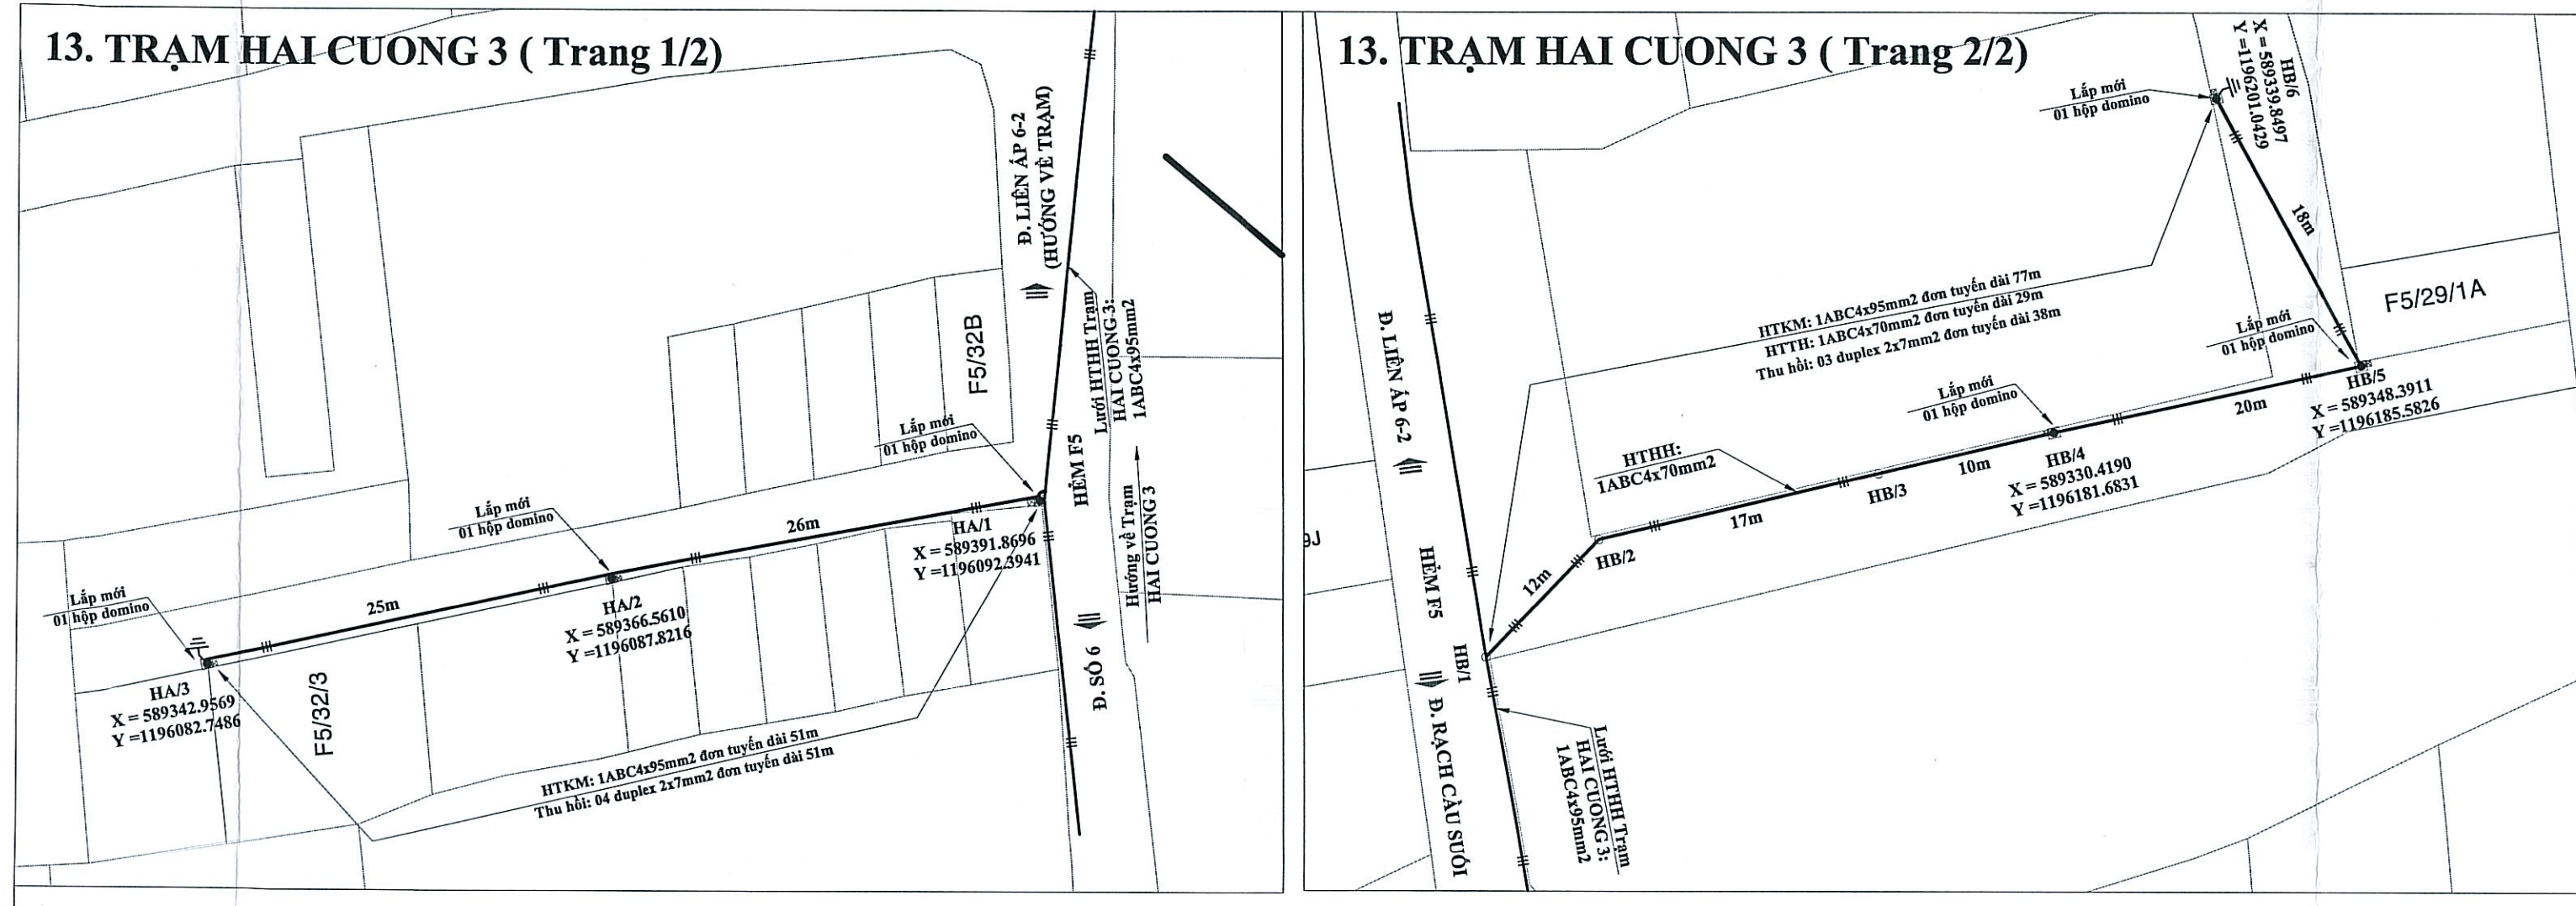 13. TRẠM HAI CUONG 3 ( Trang 1/2)
Đ. LIÊN ÁP 6-2
(HƯỚNG VỀ TRẠM)
F5/32B
Lưới HTHH Trạm
HAI CUONG 3:
1ABC4x95mm2
HẺM F5
Hướng về Trạm
HAI CUONG 3
Đ. SỐ 6
Lắp mới
01 hộp domino
HA/1
X = 589391.8696
Y =1196092.3941
26m
Lắp mới
01 hộp domino
HA/2
X = 589366.5610
Y =1196087.8216
25m
Lắp mới
01 hộp domino
HA/3
X = 589342.9569
Y =1196082.7486
F5/32/3
HTKM: 1ABC4x95mm2 đơn tuyến dài 51m
Thu hồi: 04 duplex 2x7mm2 đơn tuyến dài 51m
13. TRẠM HAI CUONG 3 ( Trang 2/2)
Lắp mới
01 hộp domino
HB/6
X = 589339.8497
Y =1196201.0429
18m
F5/29/1A
HTKM: 1ABC4x95mm2 đơn tuyến dài 77m
HTTH: 1ABC4x70mm2 đơn tuyến dài 29m
Thu hồi: 03 duplex 2x7mm2 đơn tuyến dài 38m
Lắp mới
01 hộp domino
HB/5
X = 589348.3911
Y =1196185.5826
20m
Lắp mới
01 hộp domino
HB/4
X = 589330.4190
Y =1196181.6831
10m
HB/3
HTHH:
1ABC4x70mm2
17m
HB/2
12m
Đ. LIÊN ÁP 6-2
9J
HẺM F5
HB/1
Đ. RẠCH CẦU SUỐI
Lưới HTHH Trạm
HAI CUONG 3:
1ABC4x95mm2